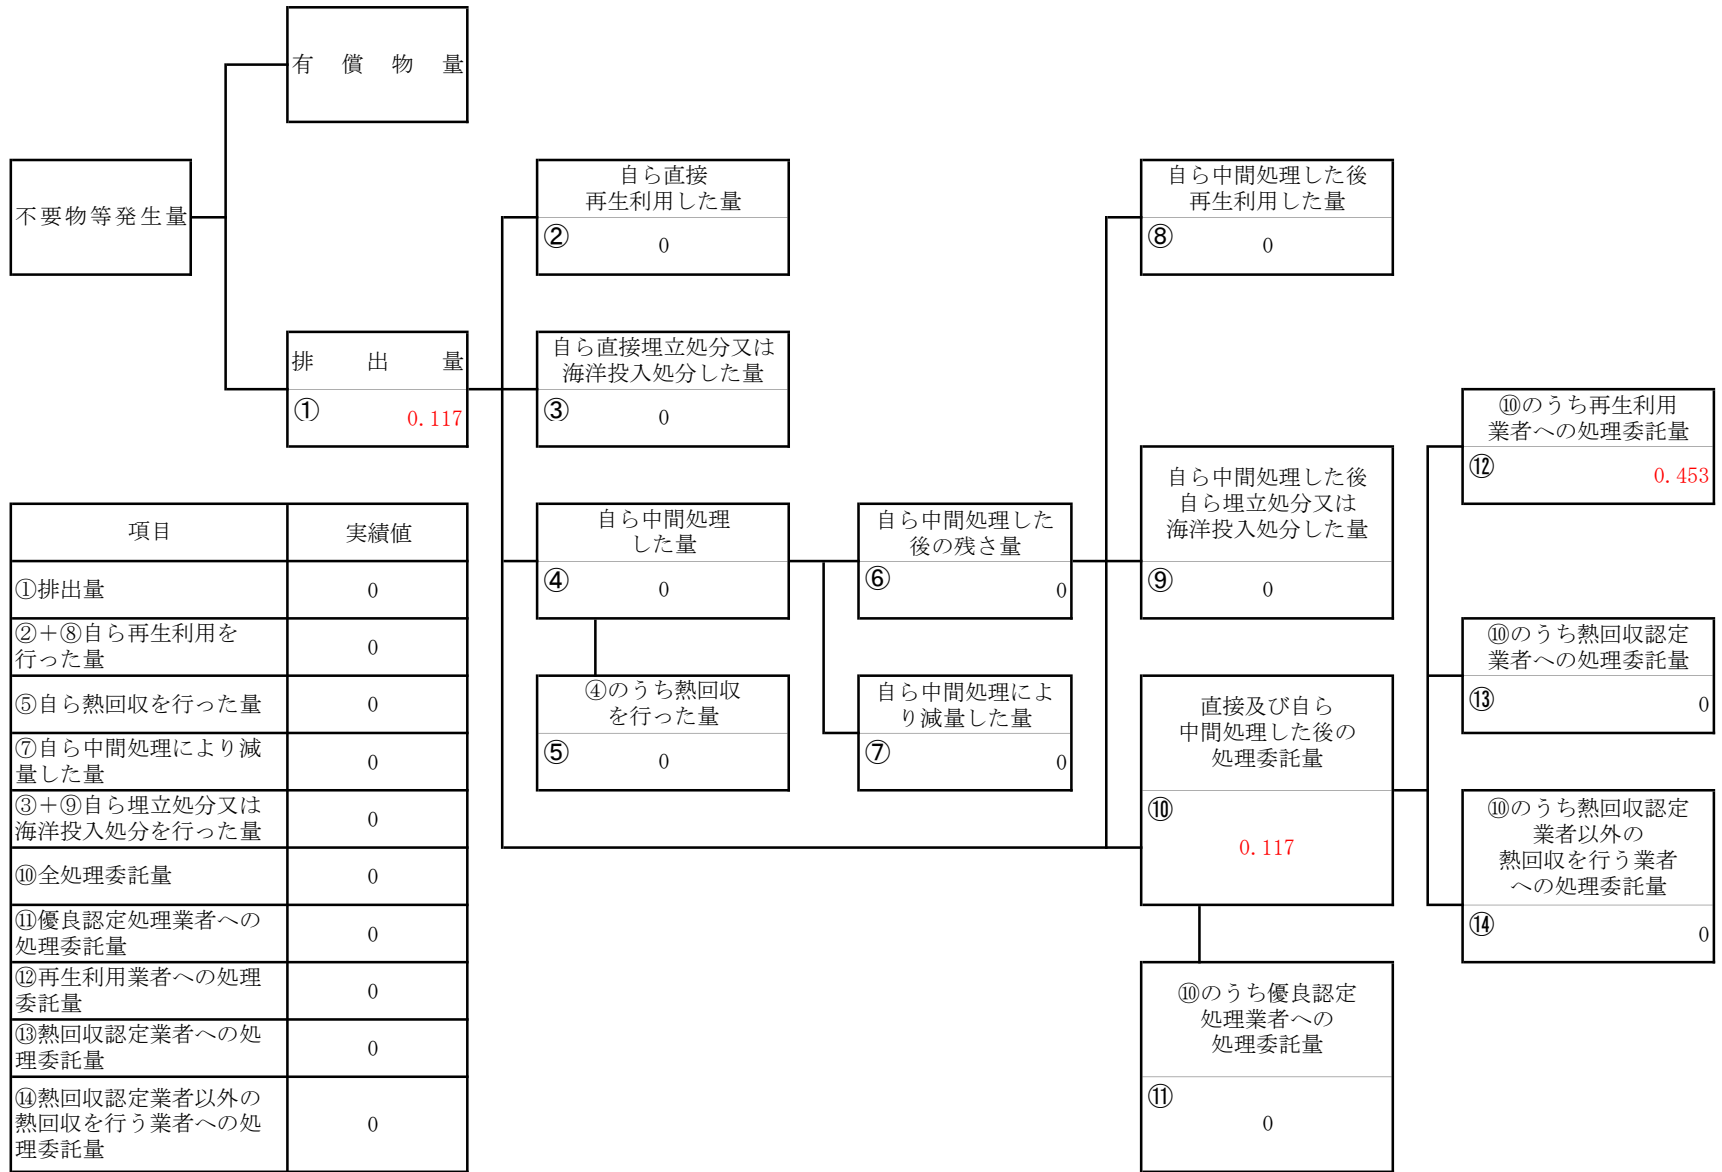 有償物量
不要物等発生量
排出量
①
0.117
自ら直接
再生利用した量
②
0
自ら直接埋立処分又は
海洋投入処分した量
③
0
自ら中間処理
した量
④
0
④のうち熱回収
を行った量
⑤
0
自ら中間処理した
後の残さ量
⑥
0
自ら中間処理によ
り減量した量
⑦
0
自ら中間処理した後
再生利用した量
⑧
0
自ら中間処理した後
自ら埋立処分又は
海洋投入処分した量
⑨
0
直接及び自ら
中間処理した後の
処理委託量
⑩
0.117
⑩のうち優良認定
処理業者への
処理委託量
⑪
0
⑩のうち再生利用
業者への処理委託量
⑫
0.453
⑩のうち熱回収認定
業者への処理委託量
⑬
0
⑩のうち熱回収認定
業者以外の
熱回収を行う業者
への処理委託量
⑭
0
項目 実績値
①排出量 0
②+⑧自ら再生利用を
行った量 0
⑤自ら熱回収を行った量 0
⑦自ら中間処理により減
量した量 0
③+⑨自ら埋立処分又は
海洋投入処分を行った量 0
⑩全処理委託量 0
⑪優良認定処理業者への
処理委託量 0
⑫再生利用業者への処理
委託量 0
⑬熱回収認定業者への処
理委託量 0
⑭熱回収認定業者以外の
熱回収を行う業者への処 0
理委託量